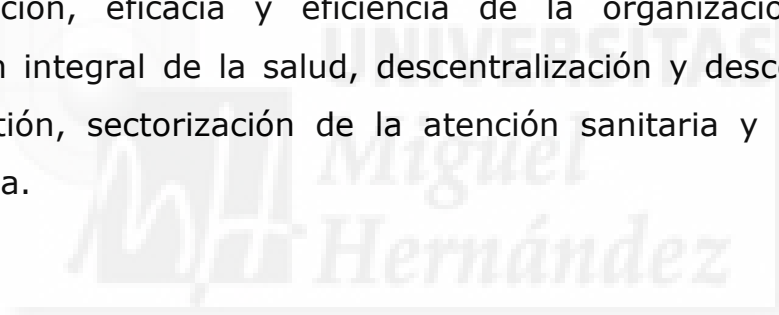 ción, eficacia y eficiencia de la organizació
UNIVERSITAS
n integral de la salud, descentralización y desc
tión, sectorización de la atención sanitaria y
Miguel
a.
Hernández